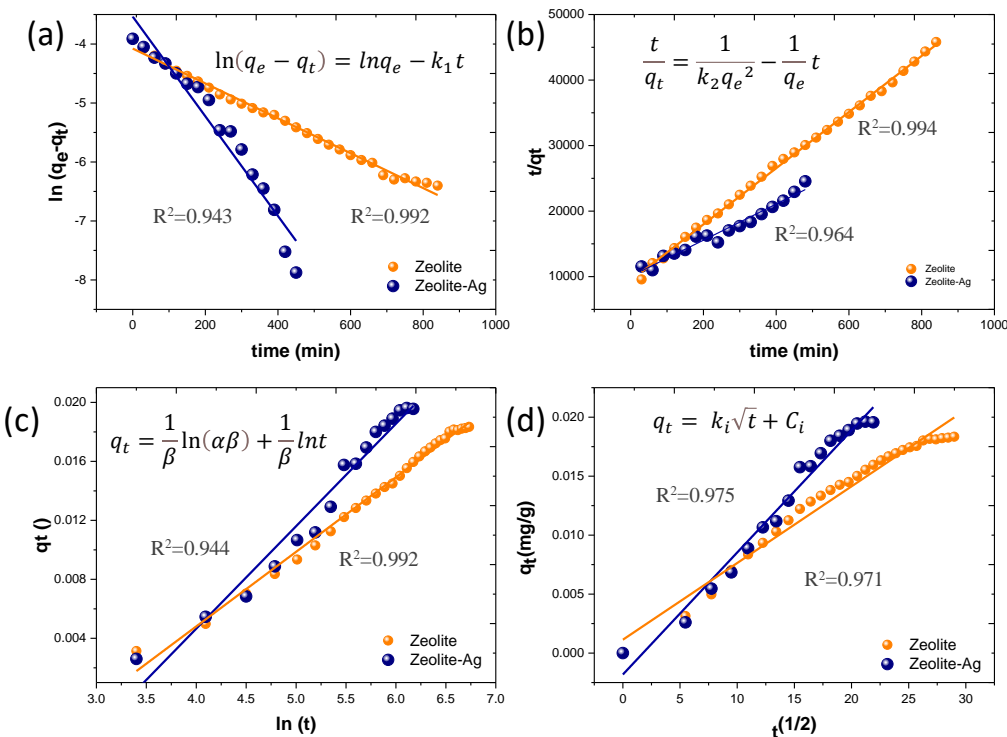 (a)
ln(qₑ − qₜ) = lnqₑ − k₁ t
-4
-5
-6
-7
-8
ln (qₑ-qₜ)
R²=0.943
R²=0.992
Zeolite
Zeolite-Ag
0 200 400 600 800 1000
time (min)
(b)
t/qₜ = 1/(k₂qₑ²) − (1/qₑ) t
50000
40000
30000
20000
10000
t/qt
R²=0.994
R²=0.964
Zeolite
Zeolite-Ag
0 200 400 600 800 1000
time (min)
(c)
qₜ = (1/β) ln(αβ) + (1/β) lnt
0.020
0.016
0.012
0.008
0.004
qt ()
R²=0.944
R²=0.992
Zeolite
Zeolite-Ag
3.0 3.5 4.0 4.5 5.0 5.5 6.0 6.5 7.0
ln (t)
(d)
qₜ = kᵢ√t + Cᵢ
0.020
0.015
0.010
0.005
0.000
qₜ(mg/g)
R²=0.975
R²=0.971
Zeolite
Zeolite-Ag
0 5 10 15 20 25 30
t(1/2)